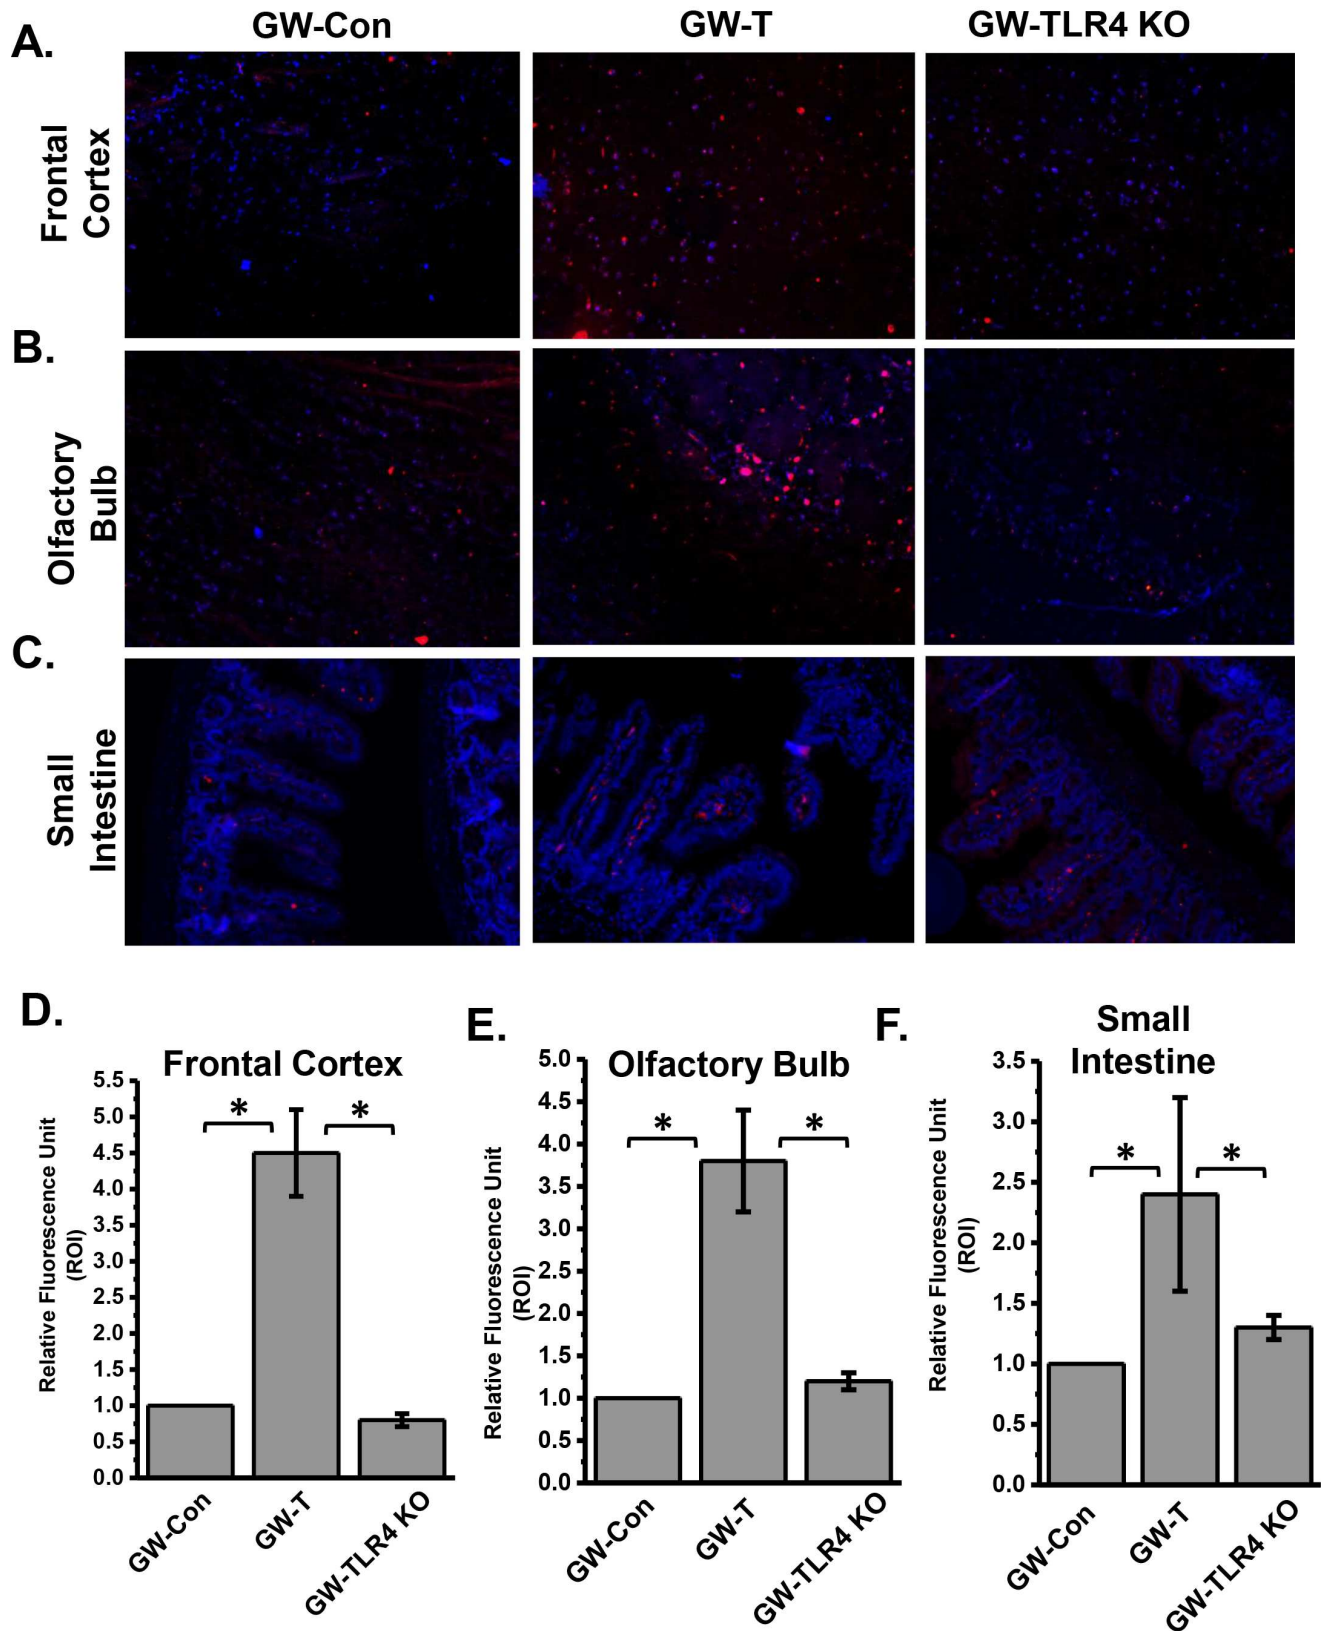 A.
GW-Con
GW-T
GW-TLR4 KO
Frontal
Cortex
B.
Olfactory
Bulb
C.
Small
Intestine
D.
Frontal Cortex
Relative Fluorescence Unit
(ROI)
5.5
5.0
4.5
4.0
3.5
3.0
2.5
2.0
1.5
1.0
0.5
0.0
*
*
GW-Con
GW-T
GW-TLR4 KO
E.
Olfactory Bulb
Relative Fluorescence Unit
(ROI)
5.0
4.5
4.0
3.5
3.0
2.5
2.0
1.5
1.0
0.5
0.0
*
*
GW-Con
GW-T
GW-TLR4 KO
F.
Small
Intestine
Relative Fluorescence Unit
(ROI)
3.5
3.0
2.5
2.0
1.5
1.0
0.5
0.0
*
*
GW-Con
GW-T
GW-TLR4 KO